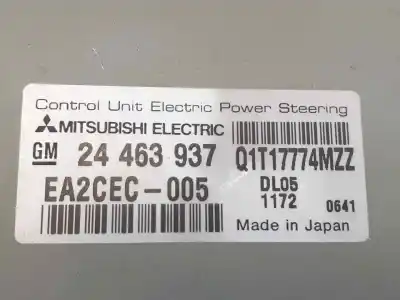 Control Unit Electric Power Steering
MITSUBISHI ELECTRIC
GM 24 463 937 Q1T17774MZZ
EA2CEC-005 DL05
1172 0641
Made in Japan